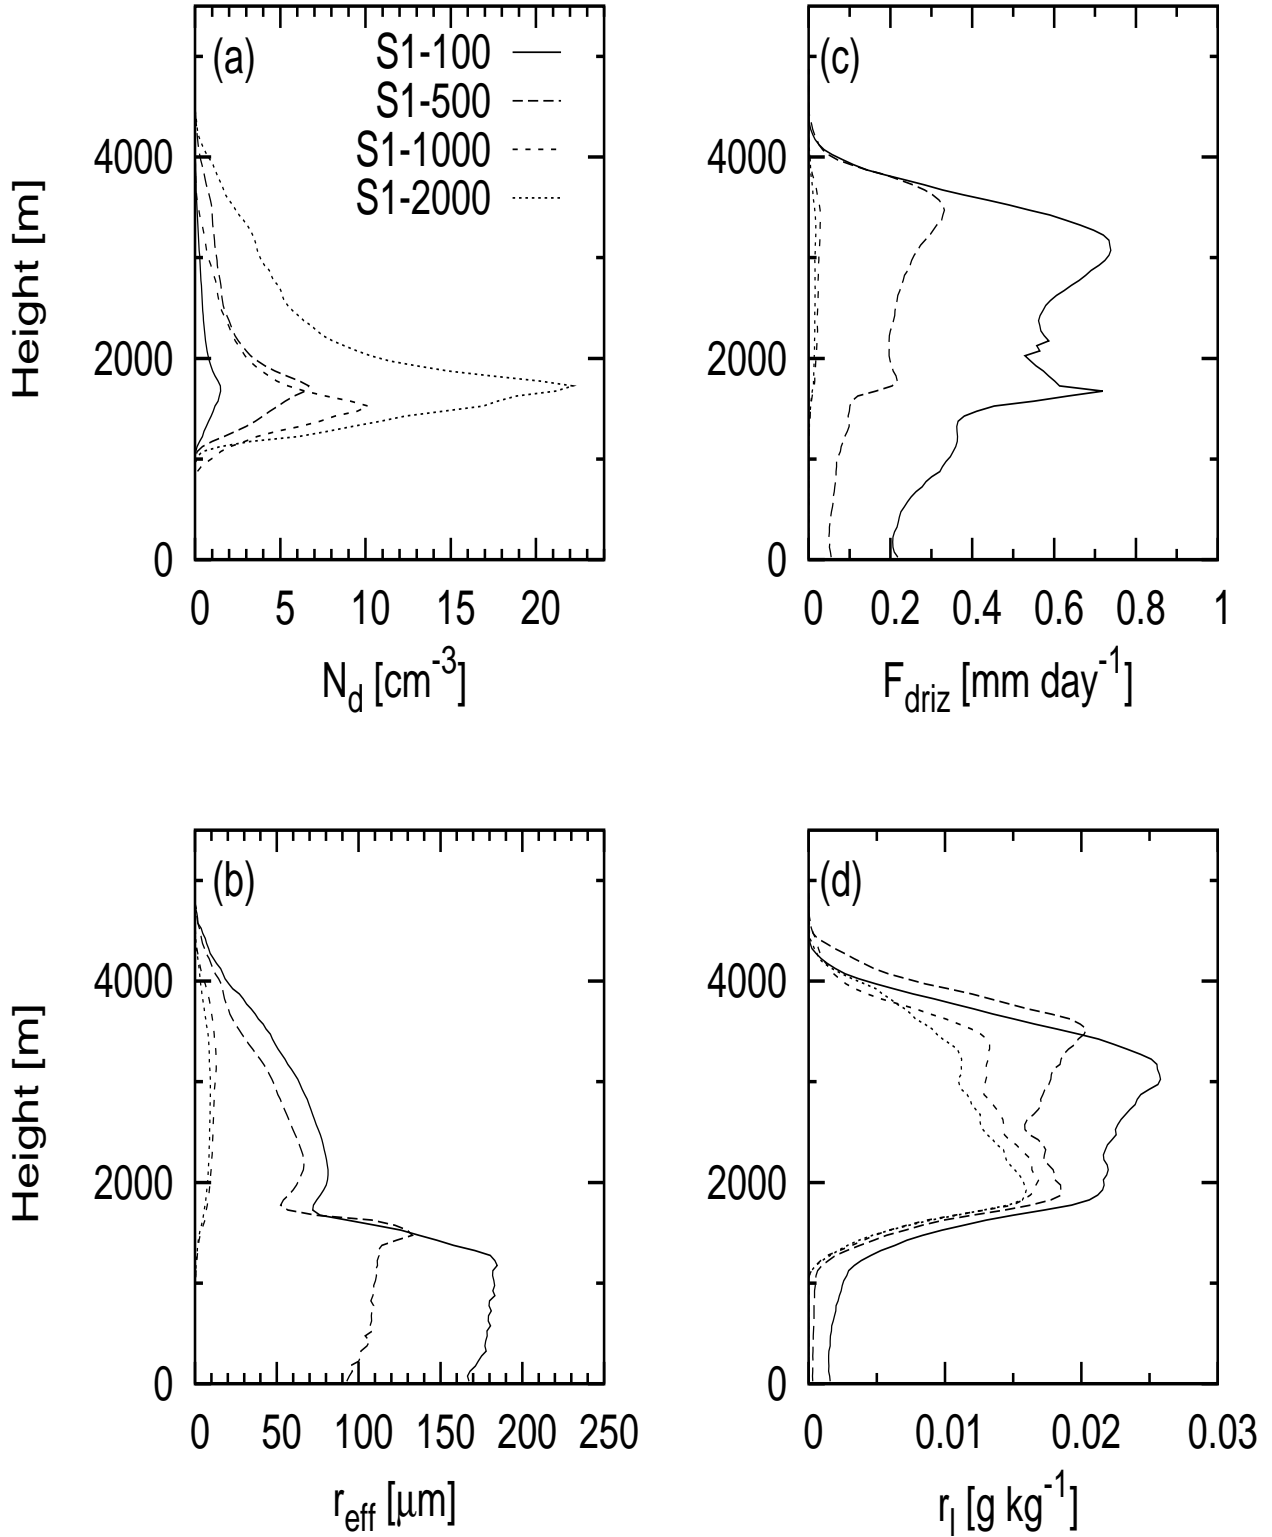 (a)
S1-100
S1-500
S1-1000
S1-2000
Height [m]
4000
2000
0
0 5 10 15 20
N_d [cm^-3]
(c)
4000
2000
0
0 0.2 0.4 0.6 0.8 1
F_driz [mm day^-1]
(b)
Height [m]
4000
2000
0
0 50 100 150 200 250
r_eff [μm]
(d)
4000
2000
0
0 0.01 0.02 0.03
r_l [g kg^-1]